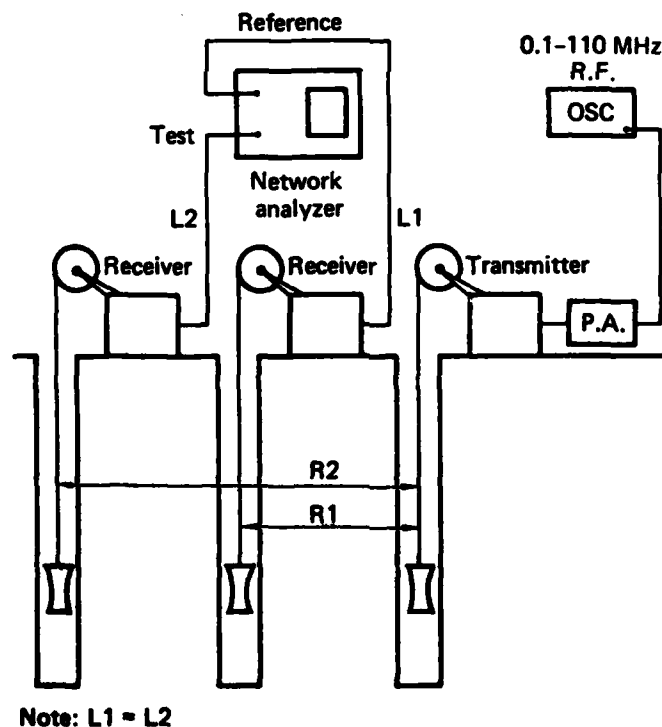 Reference
0.1-110 MHz
R.F.
OSC
Test
Network
analyzer
L2
L1
Receiver
Receiver
Transmitter
P.A.
R2
R1
Note: L1 = L2